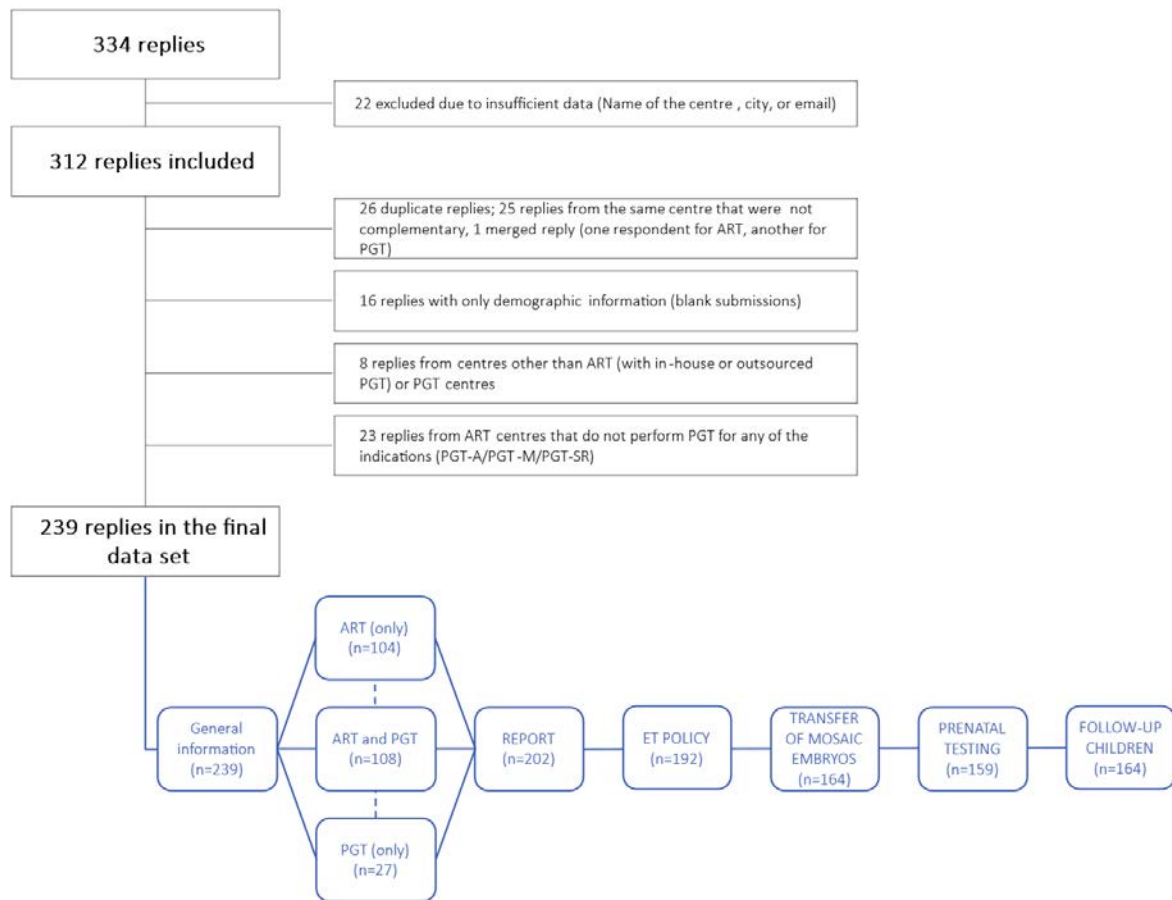 334 replies
22 excluded due to insufficient data (Name of the centre , city, or email)
312 replies included
26 duplicate replies; 25 replies from the same centre that were not
complementary, 1 merged reply (one respondent for ART, another for
PGT)
16 replies with only demographic information (blank submissions)
8 replies from centres other than ART (with in-house or outsourced
PGT) or PGT centres
23 replies from ART centres that do not perform PGT for any of the
indications (PGT-A/PGT-M/PGT-SR)
239 replies in the final
data set
General
information
(n=239)
ART (only)
(n=104)
ART and PGT
(n=108)
PGT (only)
(n=27)
REPORT
(n=202)
ET POLICY
(n=192)
TRANSFER
OF MOSAIC
EMBRYOS
(n=164)
PRENATAL
TESTING
(n=159)
FOLLOW-UP
CHILDREN
(n=164)